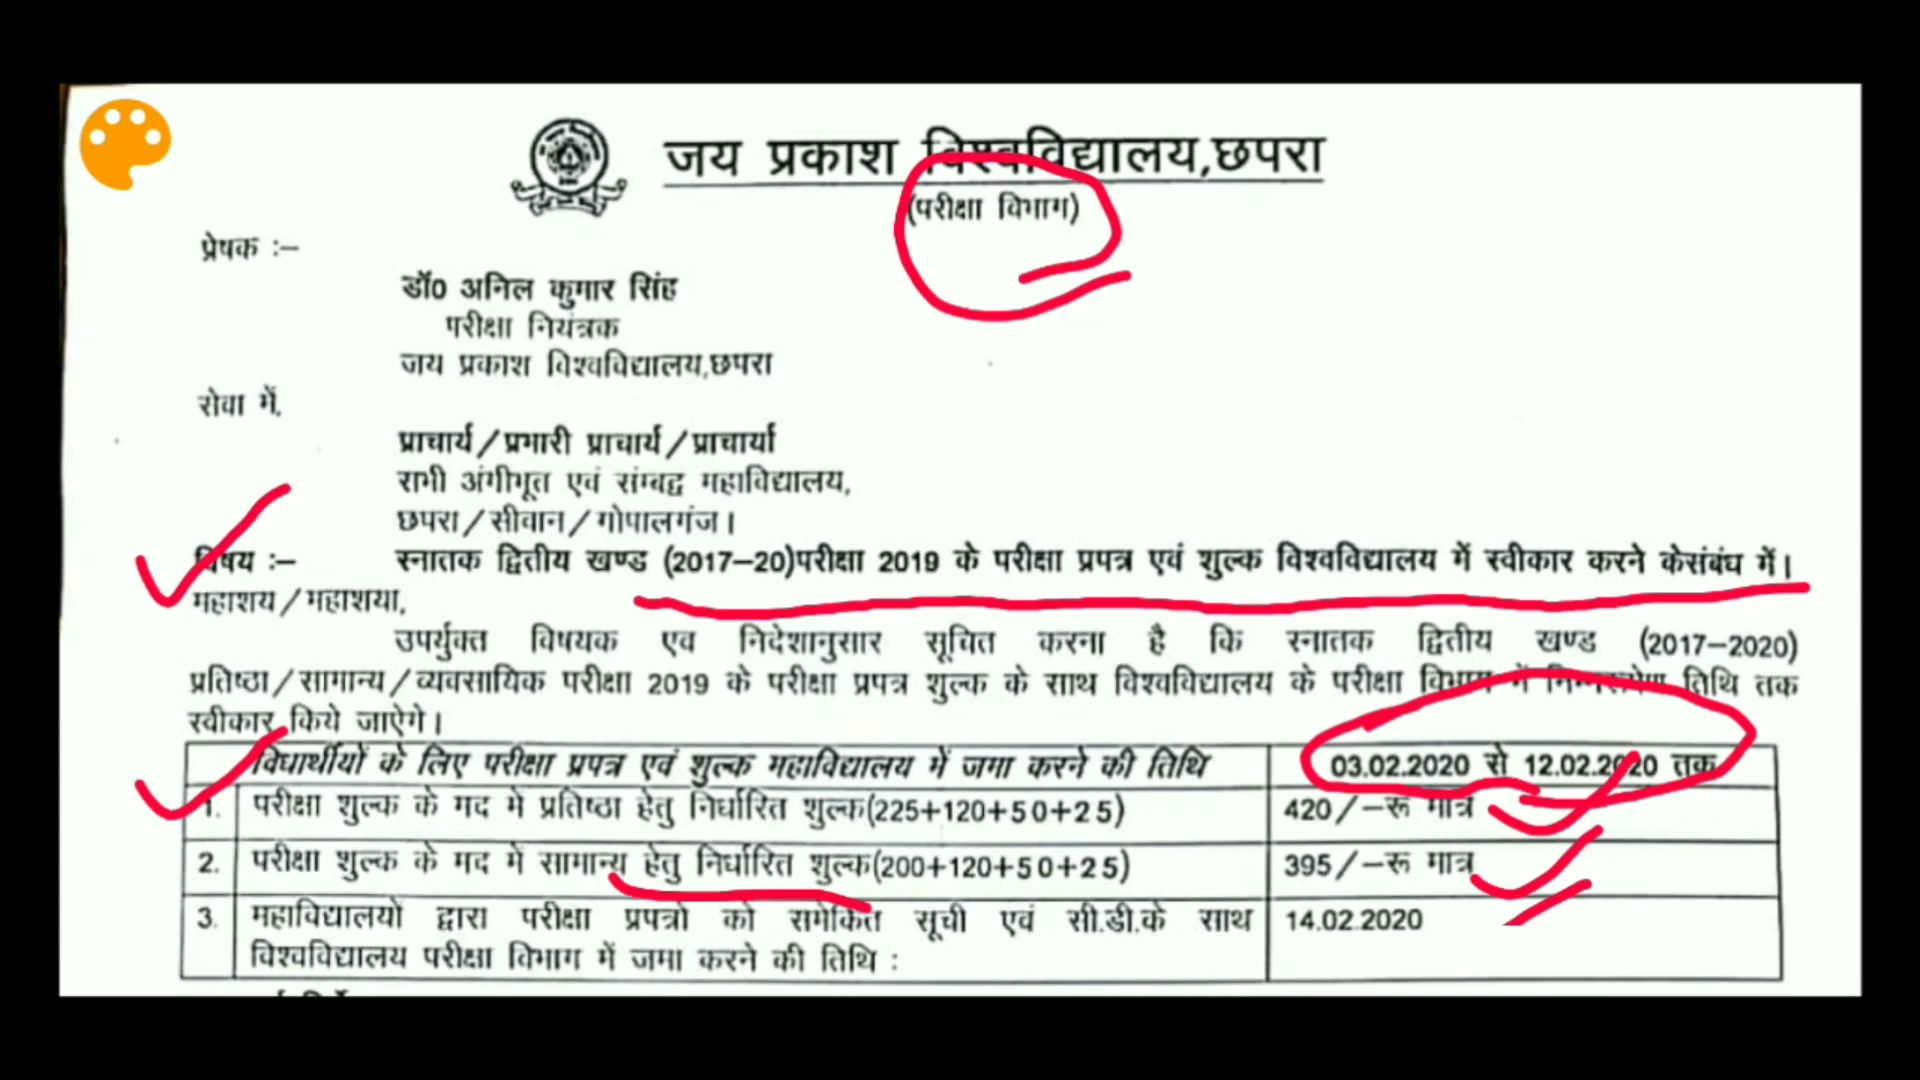 जय प्रकाश विश्वविद्यालय,छपरा
(परीक्षा विभाग)
प्रेषक :–
डॉ0 अनिल कुमार सिंह
परीक्षा नियंत्रक
जय प्रकाश विश्वविद्यालय,छपरा
सेवा में,
प्राचार्य/प्रभारी प्राचार्य/प्राचार्या
सभी अंगीभूत एवं संम्बद्व महाविद्यालय,
छपरा/सीवान/गोपालगंज।
विषय :– स्नातक द्वितीय खण्ड (2017–20)परीक्षा 2019 के परीक्षा प्रपत्र एवं शुल्क विश्वविद्यालय में स्वीकार करने केसंबंध में।
महाशय/महाशया,
उपर्युक्त विषयक एव निदेशानुसार सूचित करना है कि स्नातक द्वितीय खण्ड (2017–2020)
प्रतिष्ठा/सामान्य/व्यवसायिक परीक्षा 2019 के परीक्षा प्रपत्र शुल्क के साथ विश्वविद्यालय के परीक्षा विभाग में निम्नरूपेण तिथि तक
स्वीकार किये जाऐगे।
विधार्थीयों के लिए परीक्षा प्रपत्र एवं शुल्क महाविद्यालय में जमा करने की तिथि 03.02.2020 से 12.02.2020 तक
1. परीक्षा शुल्क के मद मे प्रतिष्ठा हेतु निर्धारित शुल्क(225+120+50+25) 420/–रू मात्र
2. परीक्षा शुल्क के मद मे सामान्य हेतु निर्धारित शुल्क(200+120+50+25) 395/–रू मात्र
3. महाविद्यालयो द्वारा परीक्षा प्रपत्रो को समेकित सूची एवं सी.डी.के साथ 14.02.2020
विश्वविद्यालय परीक्षा विभाग में जमा करने की तिथि :